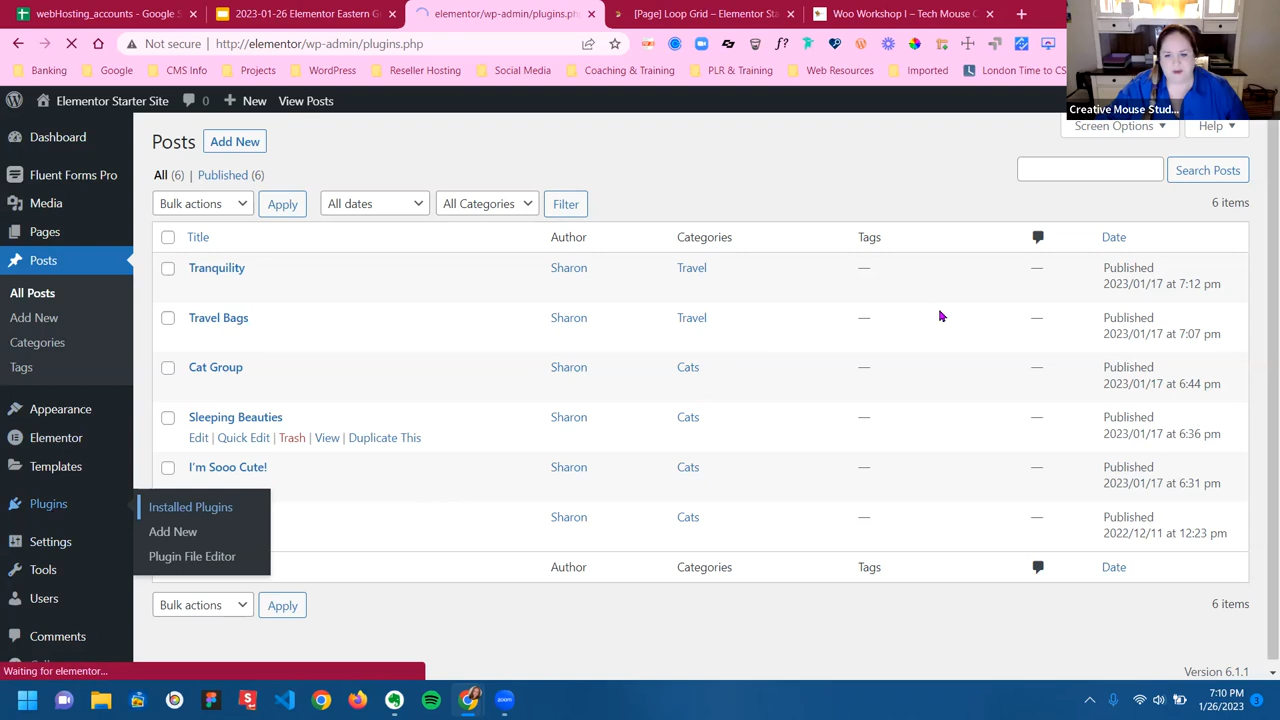 webHosting_accounts - Google S
2023-01-26 Elementor Eastern G
elementor/wp-admin/plugins.ph
[Page] Loop Grid – Elementor Sta
Woo Workshop I – Tech Mouse C
Not secure | http://elementor/wp-admin/plugins.php
Banking
Google
CMS Info
Projects
WordPress
Social Media
Coaching & Training
PLR & Training
Web Resources
Important
London Time to CS
Creative Mouse Stud...
Elementor Starter Site
0
New
View Posts
Dashboard
Fluent Forms Pro
Media
Pages
Posts
All Posts
Add New
Categories
Tags
Appearance
Elementor
Templates
Plugins
Settings
Tools
Users
Comments
Installed Plugins
Add New
Plugin File Editor
Posts
Add New
Screen Options
Help
All (6) | Published (6)
Search Posts
Bulk actions
Apply
All dates
All Categories
Filter
6 items
Title
Author
Categories
Tags
Date
Tranquility
Sharon
Travel
—
—
Published
2023/01/17 at 7:12 pm
Travel Bags
Sharon
Travel
—
—
Published
2023/01/17 at 7:07 pm
Cat Group
Sharon
Cats
—
—
Published
2023/01/17 at 6:44 pm
Sleeping Beauties
Edit | Quick Edit | Trash | View | Duplicate This
Sharon
Cats
—
—
Published
2023/01/17 at 6:36 pm
I'm Sooo Cute!
Sharon
Cats
—
—
Published
2023/01/17 at 6:31 pm
Sharon
Cats
—
—
Published
2022/12/11 at 12:23 pm
Author
Categories
Tags
Date
Bulk actions
Apply
6 items
Version 6.1.1
Waiting for elementor...
7:10 PM
1/26/2023
3